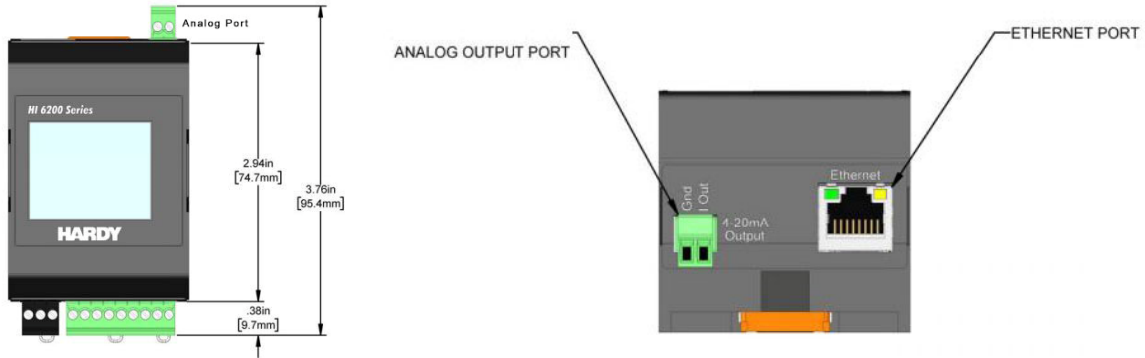 Analog Port
HI 6200 Series
HARDY
2.94in
[74.7mm]
3.76in
[95.4mm]
.38in
[9.7mm]
ANALOG OUTPUT PORT
ETHERNET PORT
Ethernet
Gnd
I Out
4-20mA
Output